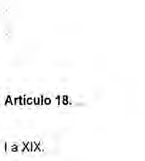 Artículo 18. ...
I a XIX.